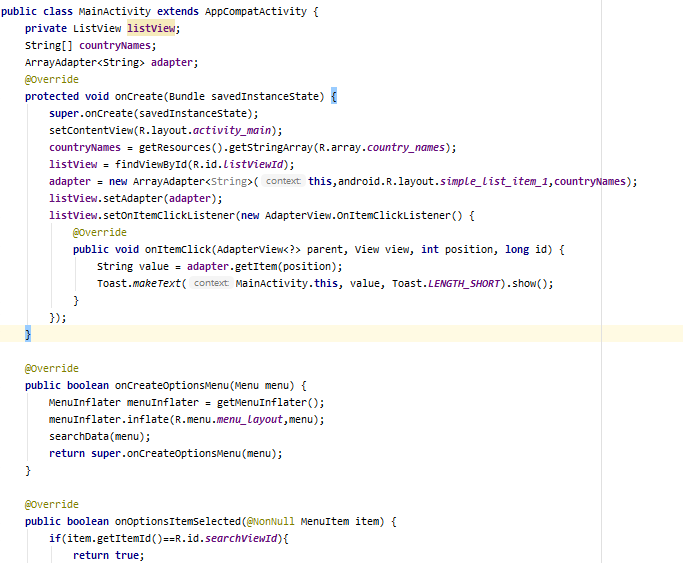 public class MainActivity extends AppCompatActivity {
    private ListView listView;
    String[] countryNames;
    ArrayAdapter<String> adapter;
    @Override
    protected void onCreate(Bundle savedInstanceState) {
        super.onCreate(savedInstanceState);
        setContentView(R.layout.activity_main);
        countryNames = getResources().getStringArray(R.array.country_names);
        listView = findViewById(R.id.listViewId);
        adapter = new ArrayAdapter<String>( context: this,android.R.layout.simple_list_item_1,countryNames);
        listView.setAdapter(adapter);
        listView.setOnItemClickListener(new AdapterView.OnItemClickListener() {
            @Override
            public void onItemClick(AdapterView<?> parent, View view, int position, long id) {
                String value = adapter.getItem(position);
                Toast.makeText( context: MainActivity.this, value, Toast.LENGTH_SHORT).show();
            }
        });
    }
    @Override
    public boolean onCreateOptionsMenu(Menu menu) {
        MenuInflater menuInflater = getMenuInflater();
        menuInflater.inflate(R.menu.menu_layout,menu);
        searchData(menu);
        return super.onCreateOptionsMenu(menu);
    }
    @Override
    public boolean onOptionsItemSelected(@NonNull MenuItem item) {
        if(item.getItemId()==R.id.searchViewId){
            return true;